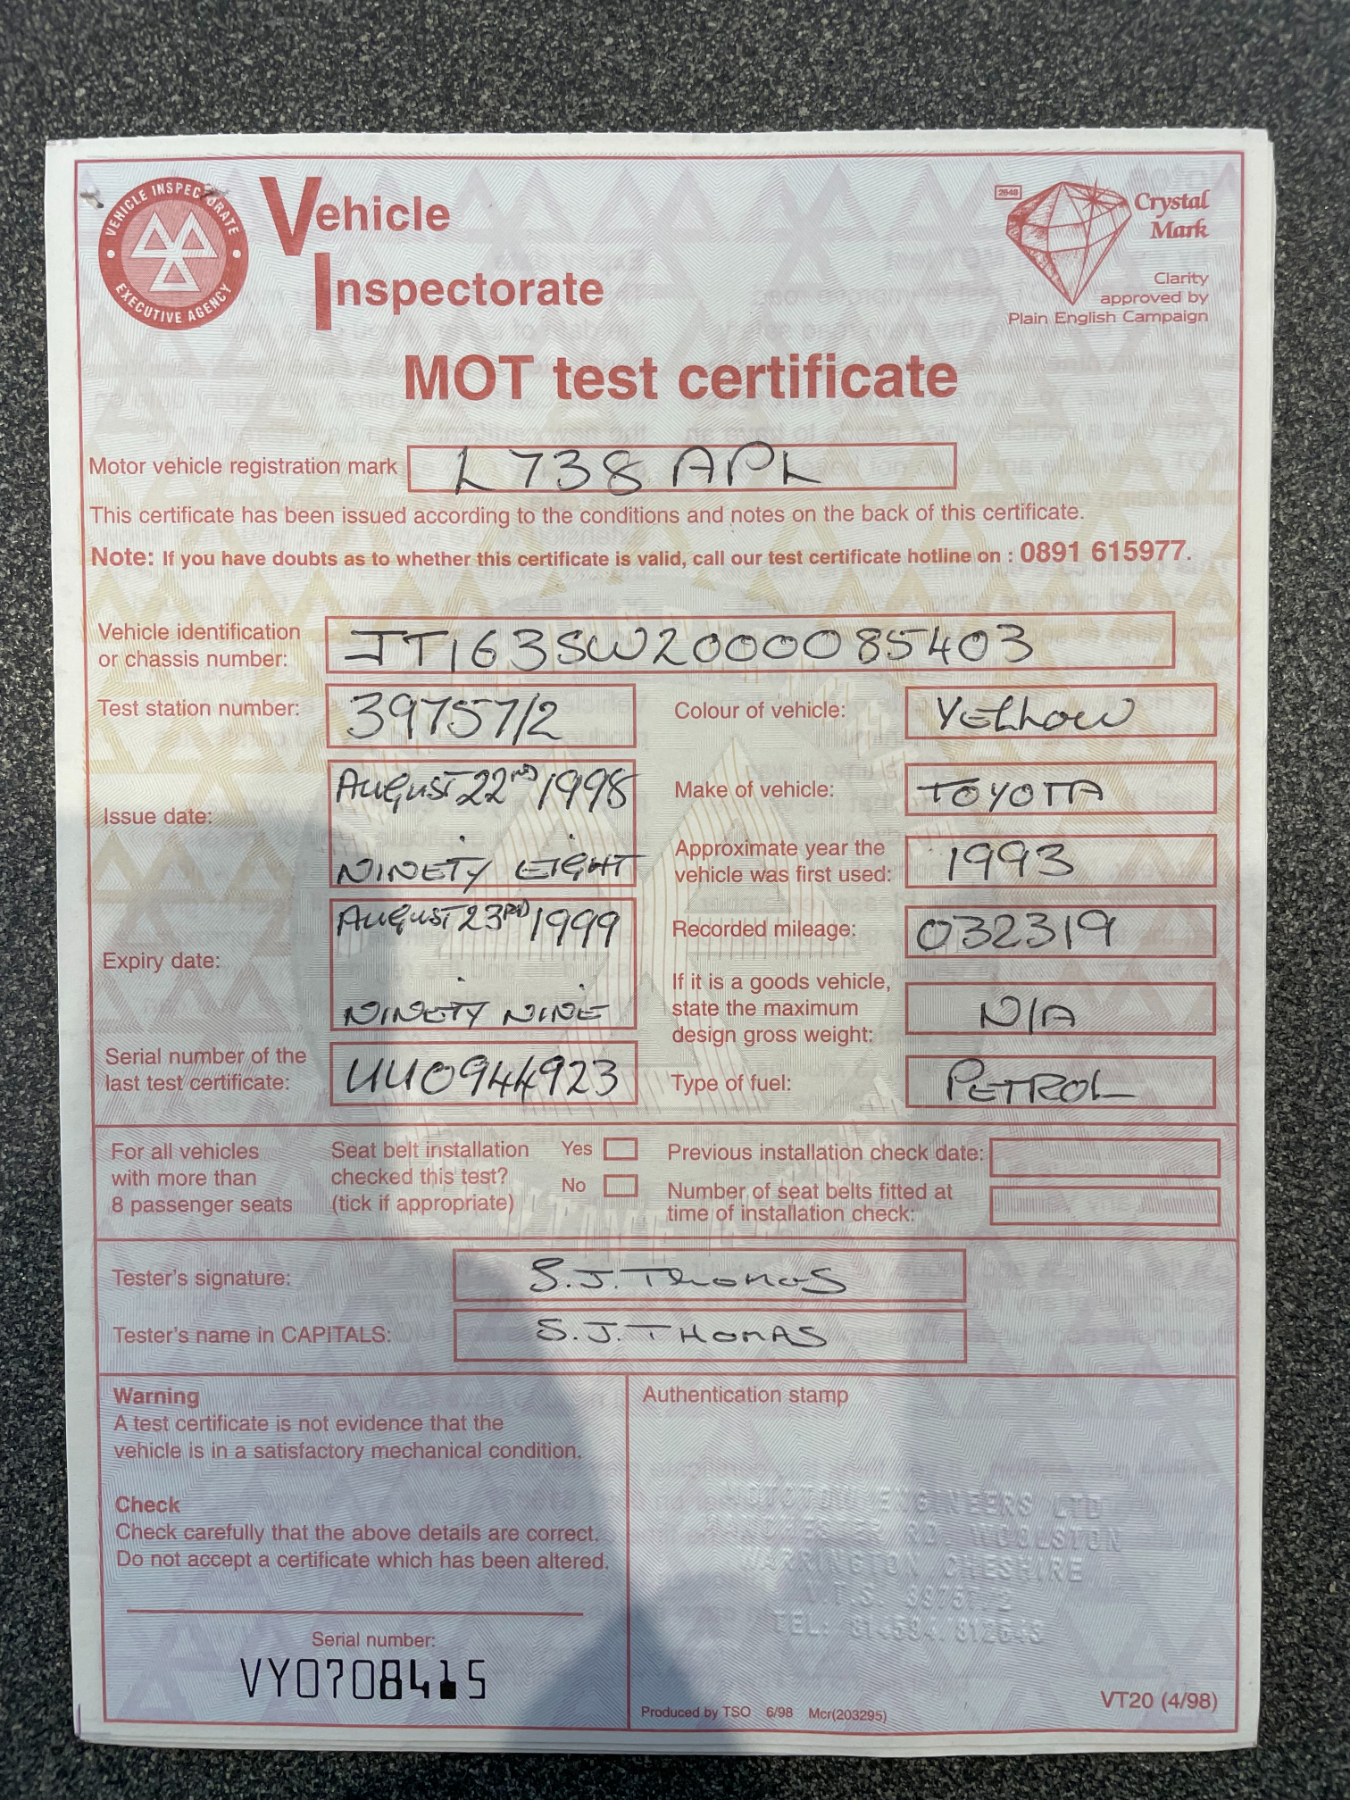 VEHICLE INSPECTORATE
EXECUTIVE AGENCY
Vehicle
Inspectorate
2648
Crystal
Mark
Clarity
approved by
Plain English Campaign
MOT test certificate
Motor vehicle registration mark L738 APL
This certificate has been issued according to the conditions and notes on the back of this certificate.
Note: If you have doubts as to whether this certificate is valid, call our test certificate hotline on : 0891 615977.
Vehicle identification
or chassis number: JT163SW2000085403
Test station number: 39757/2
Colour of vehicle: YELLOW
Issue date: AUGUST 22ND 1998
NINETY EIGHT
Make of vehicle: TOYOTA
Approximate year the
vehicle was first used: 1993
Expiry date: AUGUST 23RD 1999
NINETY NINE
Recorded mileage: 032319
If it is a goods vehicle,
state the maximum
design gross weight: N/A
Serial number of the
last test certificate: UU0944923
Type of fuel: PETROL
For all vehicles
with more than
8 passenger seats
Seat belt installation
checked this test?
(tick if appropriate)
Yes
No
Previous installation check date:
Number of seat belts fitted at
time of installation check:
Tester's signature: S.J. Thomas
Tester's name in CAPITALS: S.J. THOMAS
Warning
A test certificate is not evidence that the
vehicle is in a satisfactory mechanical condition.
Check
Check carefully that the above details are correct.
Do not accept a certificate which has been altered.
Serial number:
VY0708415
Authentication stamp
ENGINEERS LTD
MANCHESTER RD. WOOLSTON
WARRINGTON CHESHIRE
V.T.S. 39757/2
TEL:
Produced by TSO 6/98 Mcr(203295)
VT20 (4/98)